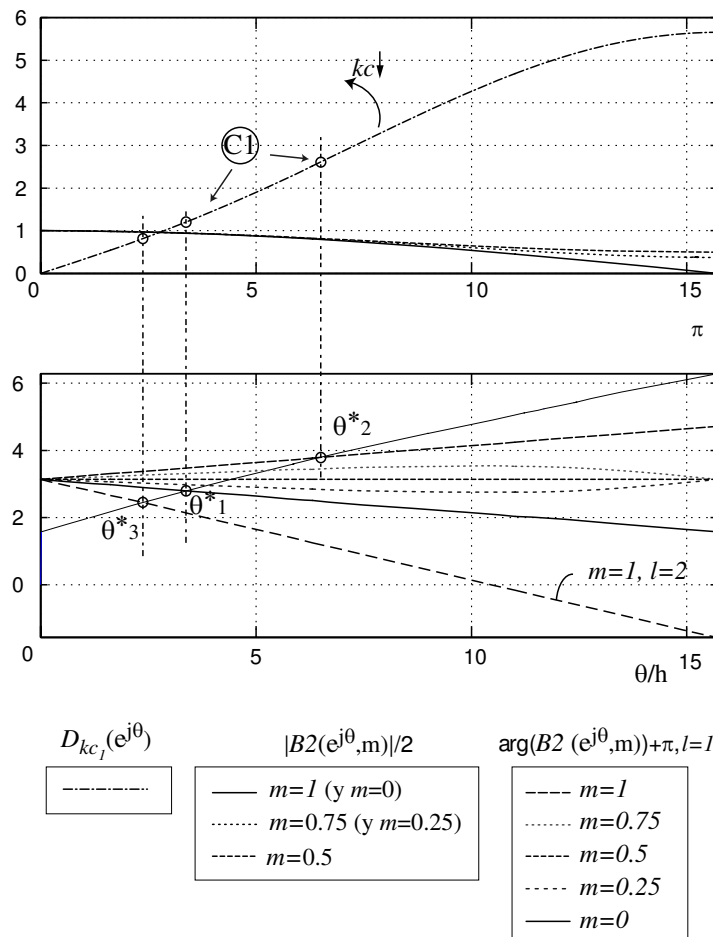 6
5
4
3
2
1
0
kc
C1
0
5
10
15
π
6
4
2
0
θ*2
θ*1
θ*3
m=1, l=2
0
5
10
15
θ/h
D_{kc_1}(e^{jθ})
|B2(e^{jθ},m)|/2
arg(B2 (e^{jθ},m))+π,l=1
m=1 (y m=0)
m=0.75 (y m=0.25)
m=0.5
m=1
m=0.75
m=0.5
m=0.25
m=0